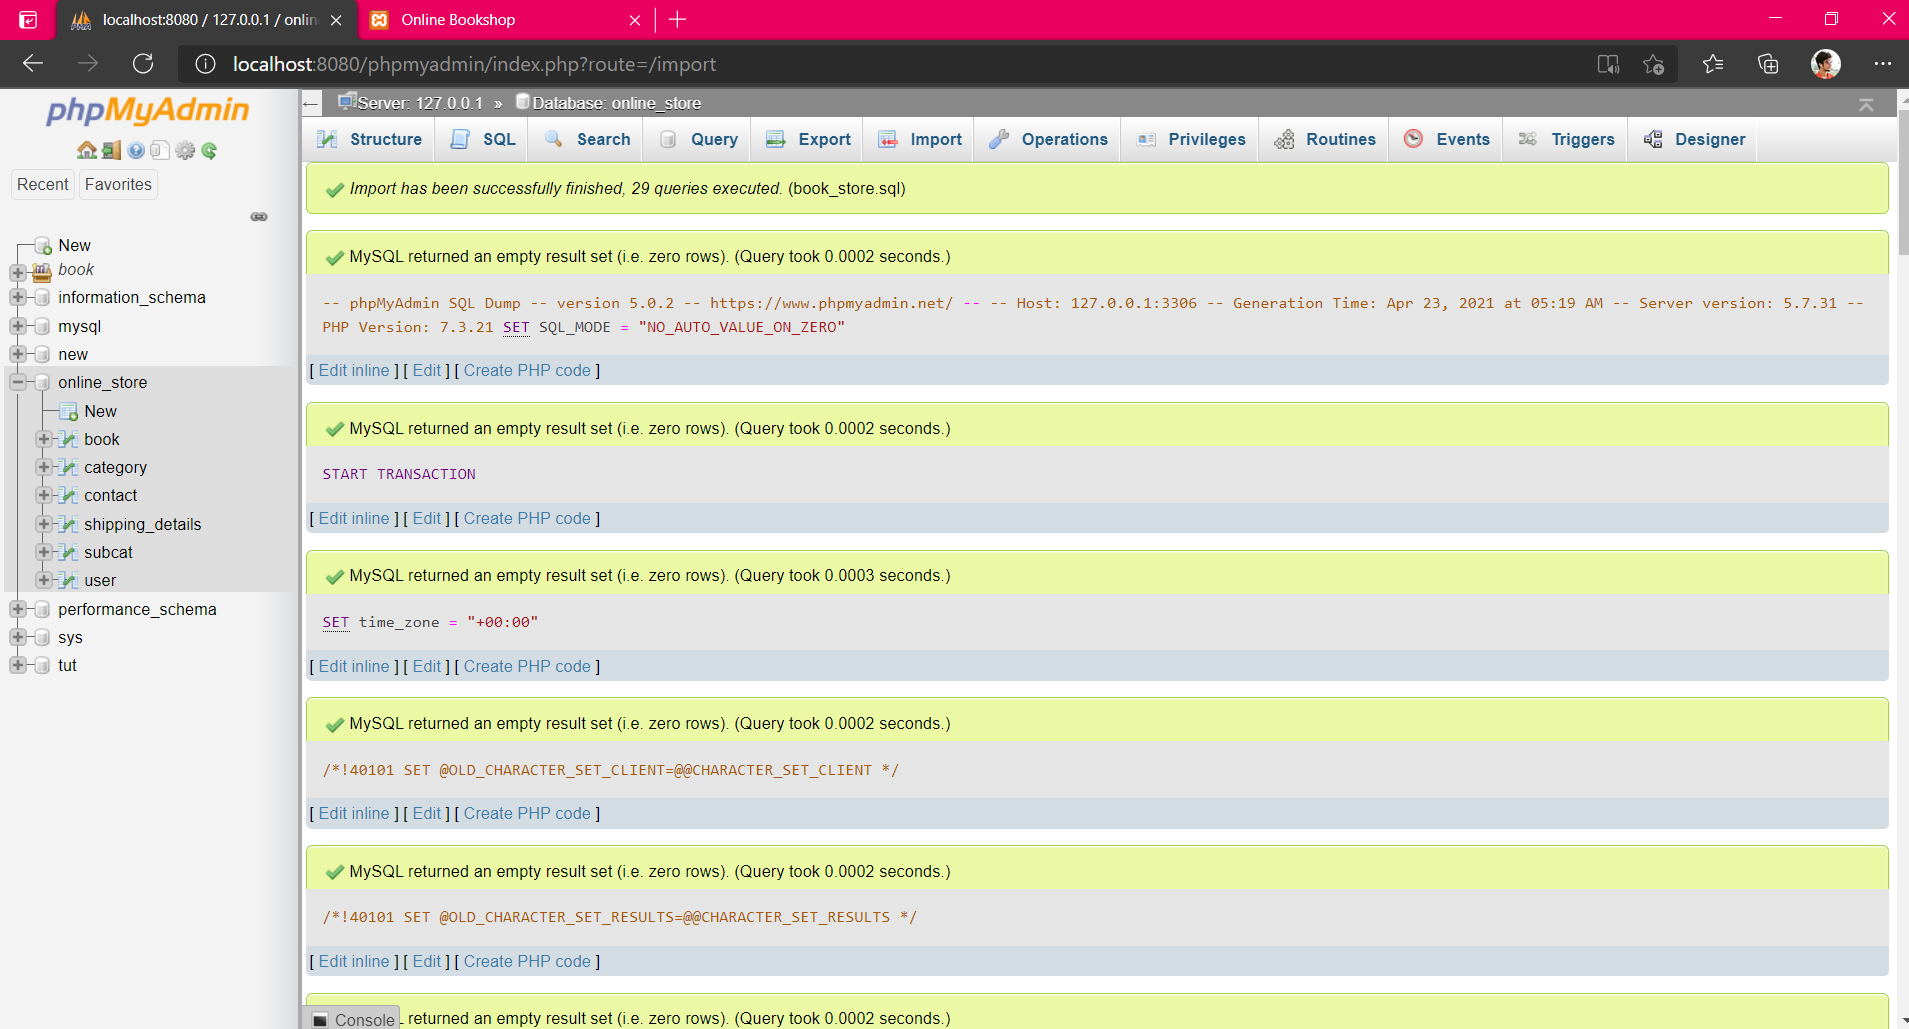 localhost:8080 / 127.0.0.1 / onlin
Online Bookshop
localhost:8080/phpmyadmin/index.php?route=/import
phpMyAdmin
Recent
Favorites
New
book
information_schema
mysql
new
online_store
New
book
category
contact
shipping_details
subcat
user
performance_schema
sys
tut
Server: 127.0.0.1 » Database: online_store
Structure
SQL
Search
Query
Export
Import
Operations
Privileges
Routines
Events
Triggers
Designer
Import has been successfully finished, 29 queries executed. (book_store.sql)
MySQL returned an empty result set (i.e. zero rows). (Query took 0.0002 seconds.)
-- phpMyAdmin SQL Dump -- version 5.0.2 -- https://www.phpmyadmin.net/ -- -- Host: 127.0.0.1:3306 -- Generation Time: Apr 23, 2021 at 05:19 AM -- Server version: 5.7.31 --
PHP Version: 7.3.21 SET SQL_MODE = "NO_AUTO_VALUE_ON_ZERO"
[ Edit inline ] [ Edit ] [ Create PHP code ]
MySQL returned an empty result set (i.e. zero rows). (Query took 0.0002 seconds.)
START TRANSACTION
[ Edit inline ] [ Edit ] [ Create PHP code ]
MySQL returned an empty result set (i.e. zero rows). (Query took 0.0003 seconds.)
SET time_zone = "+00:00"
[ Edit inline ] [ Edit ] [ Create PHP code ]
MySQL returned an empty result set (i.e. zero rows). (Query took 0.0002 seconds.)
/*!40101 SET @OLD_CHARACTER_SET_CLIENT=@@CHARACTER_SET_CLIENT */
[ Edit inline ] [ Edit ] [ Create PHP code ]
MySQL returned an empty result set (i.e. zero rows). (Query took 0.0002 seconds.)
/*!40101 SET @OLD_CHARACTER_SET_RESULTS=@@CHARACTER_SET_RESULTS */
[ Edit inline ] [ Edit ] [ Create PHP code ]
Console
returned an empty result set (i.e. zero rows). (Query took 0.0002 seconds.)